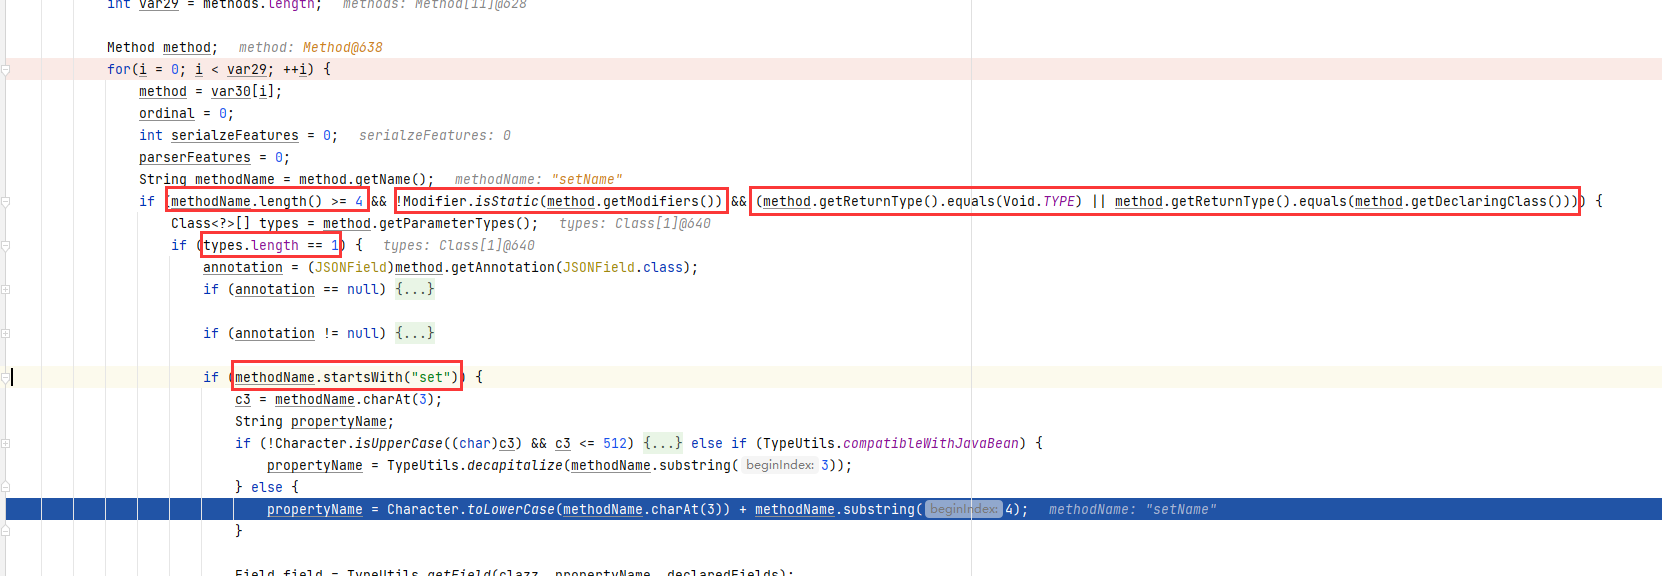 int var29 = methods.length;   methods: Method[11]@628
Method method;   method: Method@638
for(i = 0; i < var29; ++i) {
method = var30[i];
ordinal = 0;
int serialzeFeatures = 0;   serialzeFeatures: 0
parserFeatures = 0;
String methodName = method.getName();   methodName: "setName"
if (methodName.length() >= 4 && !Modifier.isStatic(method.getModifiers()) && (method.getReturnType().equals(Void.TYPE) || method.getReturnType().equals(method.getDeclaringClass()))) {
Class<?>[] types = method.getParameterTypes();   types: Class[1]@640
if (types.length == 1) {   types: Class[1]@640
annotation = (JSONField)method.getAnnotation(JSONField.class);
if (annotation == null) {...}
if (annotation != null) {...}
if (methodName.startsWith("set")) {
c3 = methodName.charAt(3);
String propertyName;
if (!Character.isUpperCase((char)c3) && c3 <= 512) {...} else if (TypeUtils.compatibleWithJavaBean) {
propertyName = TypeUtils.decapitalize(methodName.substring( beginIndex: 3));
} else {
propertyName = Character.toLowerCase(methodName.charAt(3)) + methodName.substring( beginIndex: 4);   methodName: "setName"
}
Field field = TypeUtils.getField(clazz, propertyName, declaredFields);